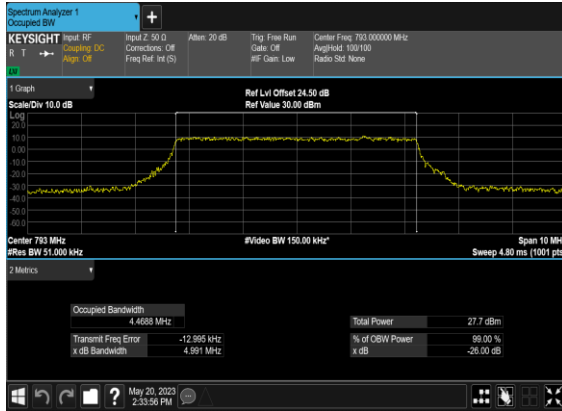 Spectrum Analyzer 1
Occupied BW
+
KEYSIGHT
R T
LV
Input: RF
Coupling: DC
Align: Off
Input Z: 50 Ω
Corrections: Off
Freq Ref: Int (S)
Atten: 20 dB
Trig: Free Run
Gate: Off
#IF Gain: Low
Center Freq: 793.000000 MHz
Avg|Hold: 100/100
Radio Std: None
1 Graph
Scale/Div 10.0 dB
Ref Lvl Offset 24.50 dB
Ref Value 30.00 dBm
Log
20.0
10.0
0.00
-10.0
-20.0
-30.0
-40.0
-50.0
-60.0
Center 793 MHz
#Video BW 150.00 kHz*
Span 10 MH
#Res BW 51.000 kHz
Sweep 4.80 ms (1001 pts
2 Metrics
Occupied Bandwidth
4.4688 MHz
Total Power 27.7 dBm
Transmit Freq Error -12.995 kHz
% of OBW Power 99.00 %
x dB Bandwidth 4.991 MHz
x dB -26.00 dB
?
May 20, 2023
2:33:56 PM